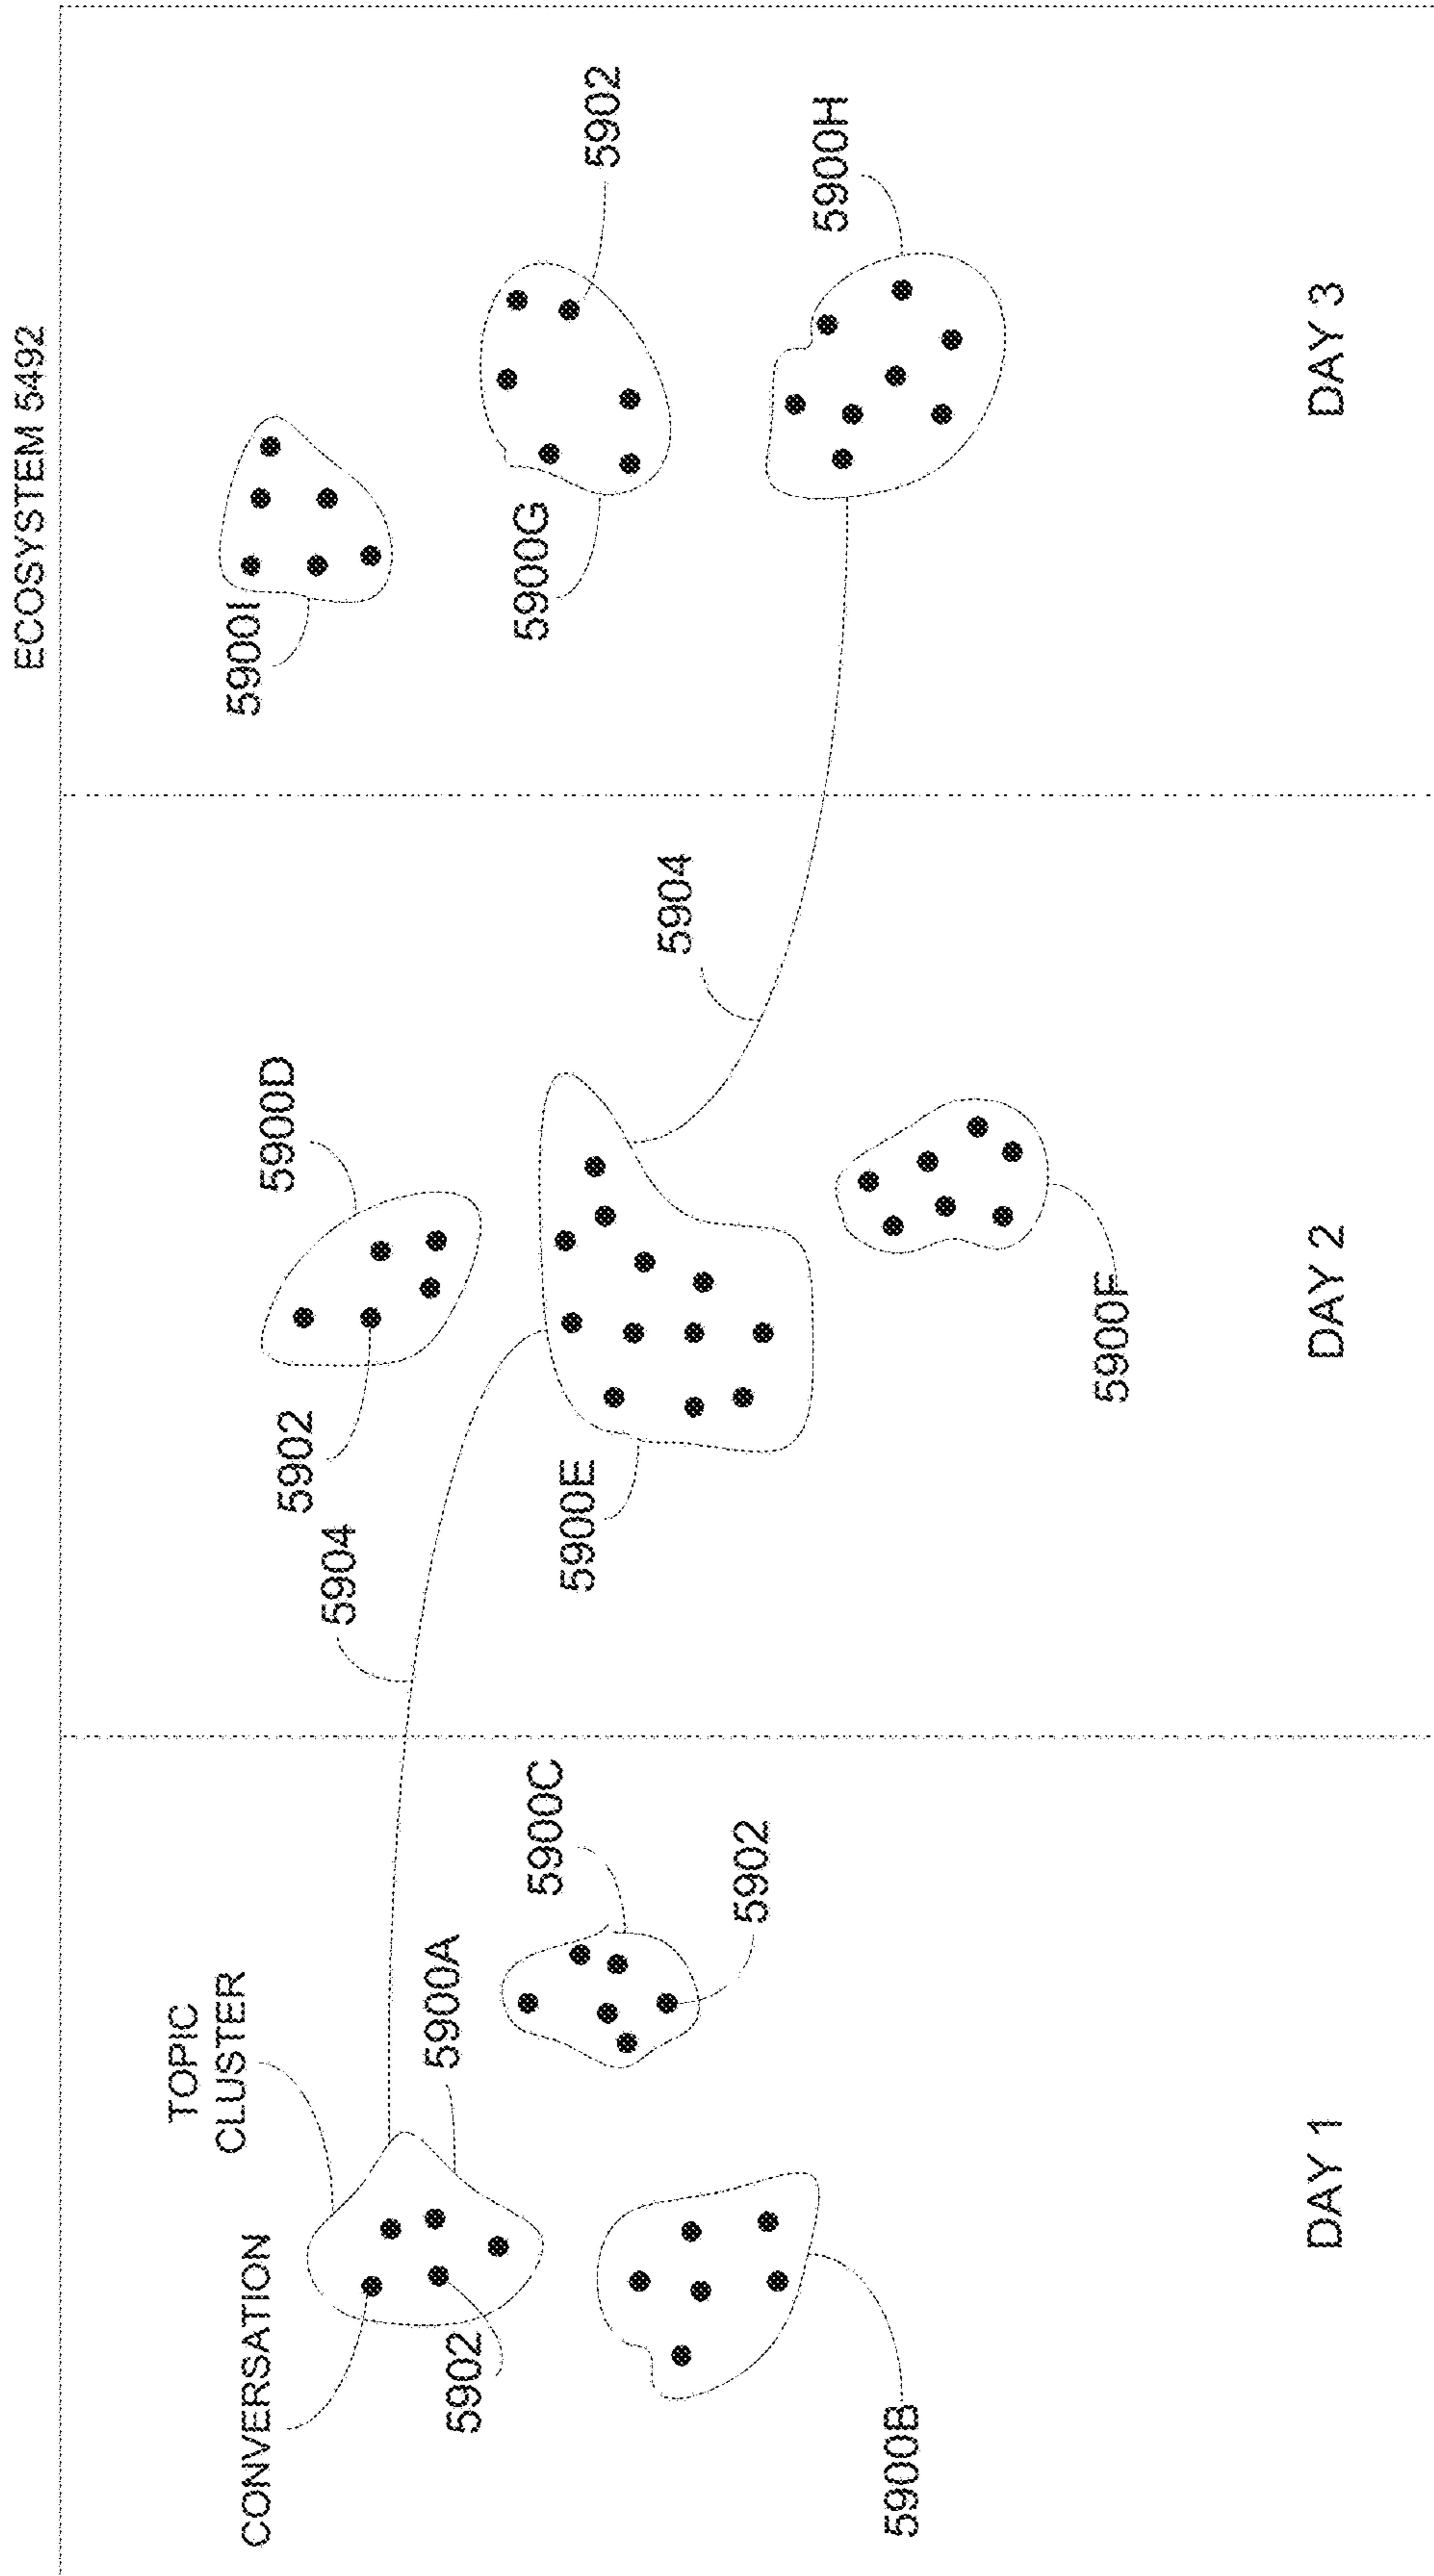 ECOSYSTEM 5492
TOPIC
CLUSTER
CONVERSATION
5900A
5902
5900C
5902
5900B
DAY 1
5900D
5902
5904
5900E
5904
5900F
DAY 2
5900I
5900G
5902
5900H
DAY 3